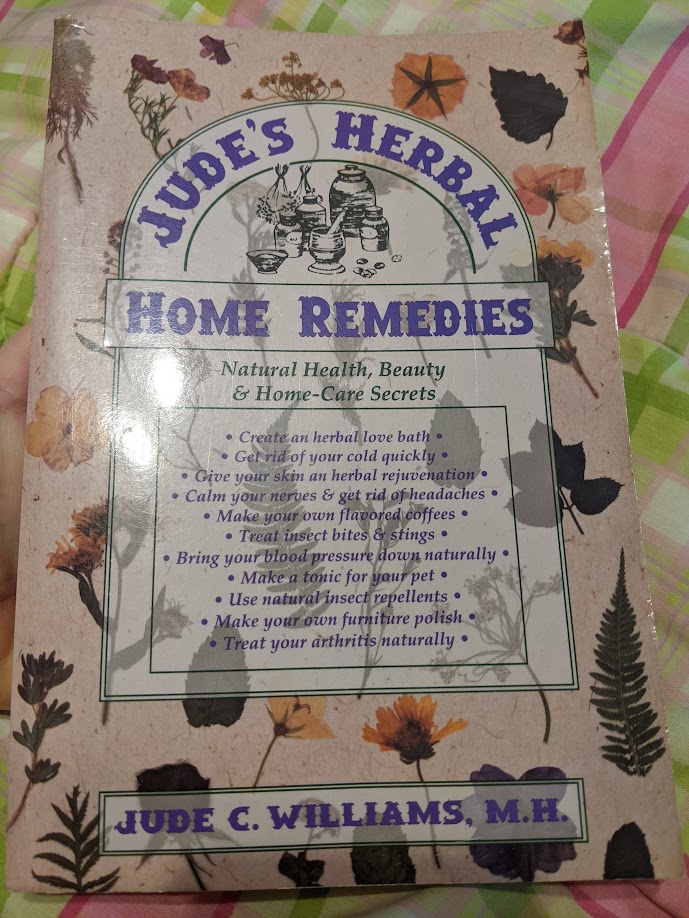 JUDE'S HERBAL
HOME REMEDIES
Natural Health, Beauty
& Home-Care Secrets
• Create an herbal love bath •
• Get rid of your cold quickly •
• Give your skin an herbal rejuvenation •
• Calm your nerves & get rid of headaches •
• Make your own flavored coffees •
• Treat insect bites & stings •
• Bring your blood pressure down naturally •
• Make a tonic for your pet •
• Use natural insect repellents •
• Make your own furniture polish •
• Treat your arthritis naturally •
JUDE C. WILLIAMS, M.H.